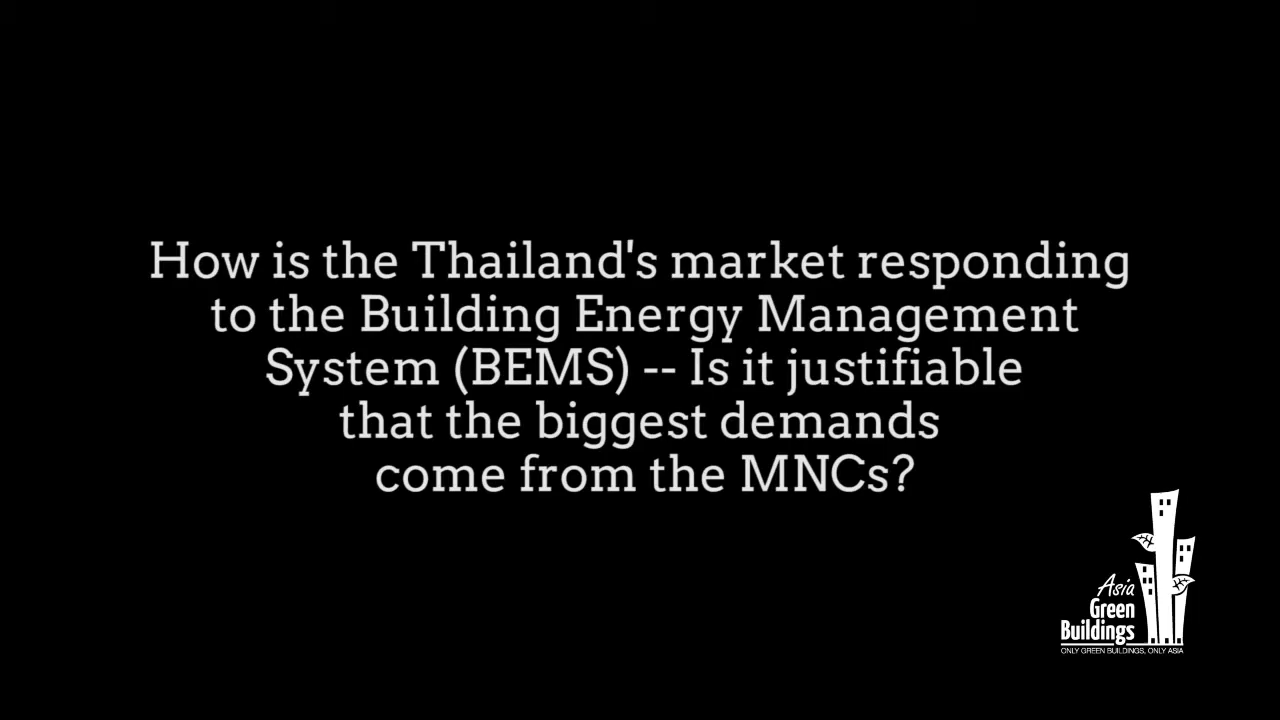 How is the Thailand's market responding
to the Building Energy Management
System (BEMS) -- Is it justifiable
that the biggest demands
come from the MNCs?
Asia
Green
Buildings
ONLY GREEN BUILDINGS, ONLY ASIA